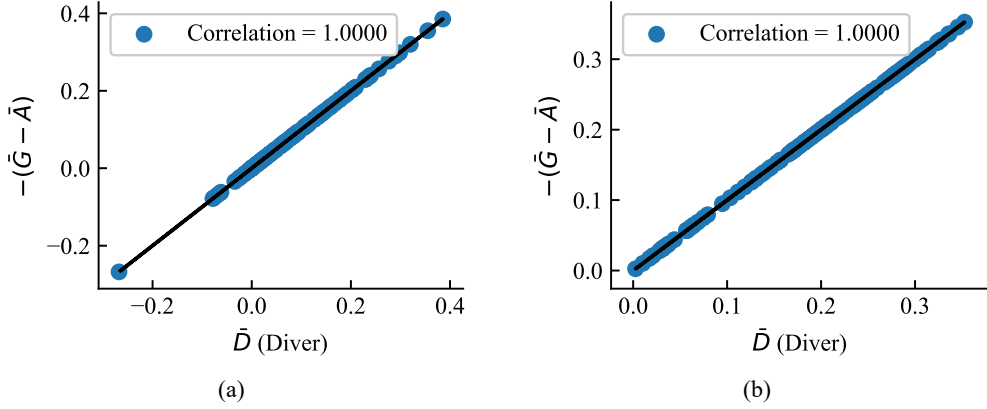 0.4
0.2
0.0
−0.2
−(Ḡ − Ā)
Correlation = 1.0000
−0.2 0.0 0.2 0.4
D̄ (Diver)
(a)
0.3
0.2
0.1
0.0
−(Ḡ − Ā)
Correlation = 1.0000
0.0 0.1 0.2 0.3
D̄ (Diver)
(b)